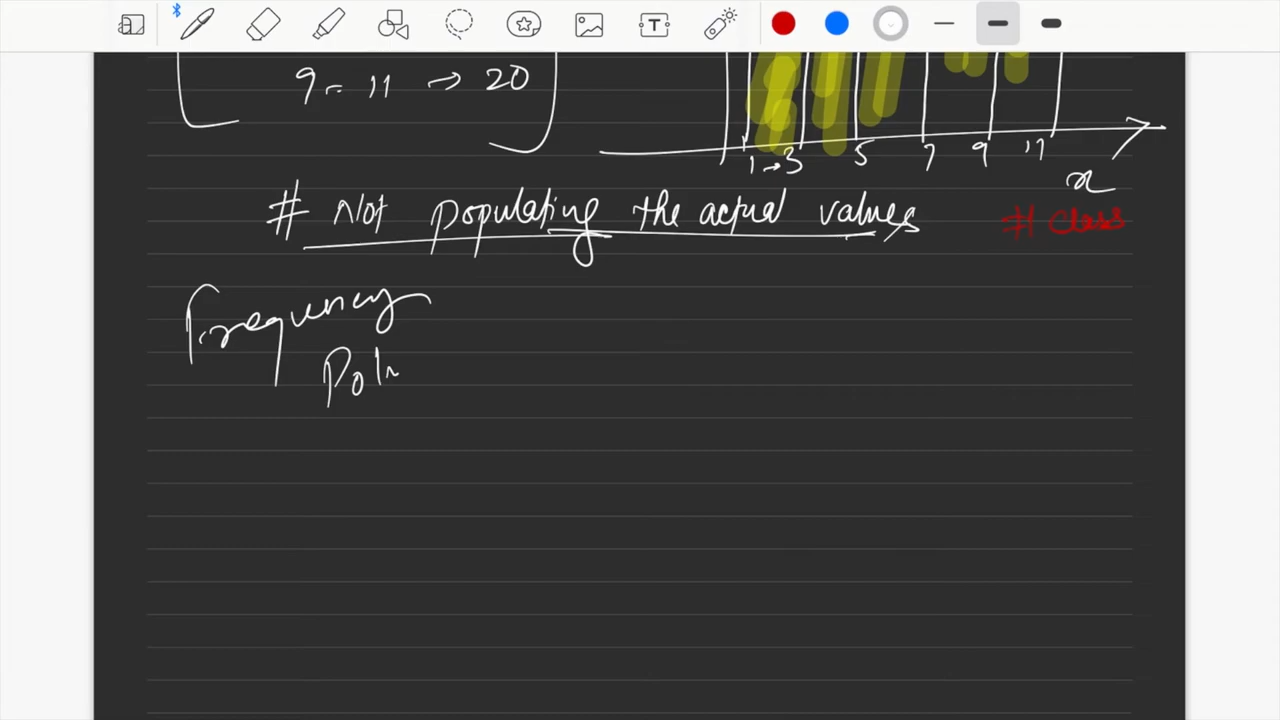 9 - 11 → 20
1 → 3 5 7 9 11
x
# Not populating the actual values
# Class
Frequency
Pol